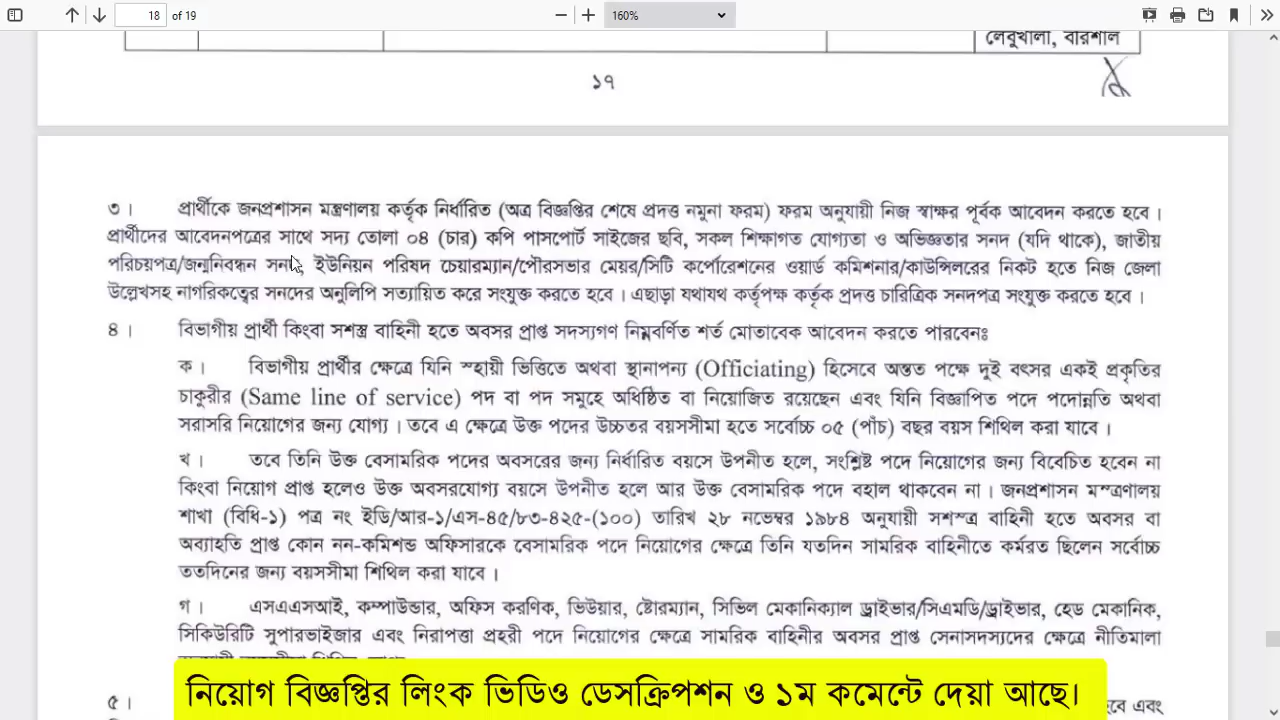 18 of 19
160%
লেবুখালী, বরিশাল
১৭
৩। প্রার্থীকে জনপ্রশাসন মন্ত্রণালয় কর্তৃক নির্ধারিত (অত্র বিজ্ঞপ্তির শেষে প্রদত্ত নমুনা ফরম) ফরম অনুযায়ী নিজ স্বাক্ষর পূর্বক আবেদন করতে হবে।
প্রার্থীদের আবেদনপত্রের সাথে সদ্য তোলা ০৪ (চার) কপি পাসপোর্ট সাইজের ছবি, সকল শিক্ষাগত যোগ্যতা ও অভিজ্ঞতার সনদ (যদি থাকে), জাতীয়
পরিচয়পত্র/জন্মনিবন্ধন সনদ, ইউনিয়ন পরিষদ চেয়ারম্যান/পৌরসভার মেয়র/সিটি কর্পোরেশনের ওয়ার্ড কমিশনার/কাউন্সিলরের নিকট হতে নিজ জেলা
উল্লেখসহ নাগরিকত্বের সনদের অনুলিপি সত্যায়িত করে সংযুক্ত করতে হবে। এছাড়া যথাযথ কর্তৃপক্ষ কর্তৃক প্রদত্ত চারিত্রিক সনদপত্র সংযুক্ত করতে হবে।
৪। বিভাগীয় প্রার্থী কিংবা সশস্ত্র বাহিনী হতে অবসর প্রাপ্ত সদস্যগণ নিম্নবর্ণিত শর্ত মোতাবেক আবেদন করতে পারবেনঃ
ক। বিভাগীয় প্রার্থীর ক্ষেত্রে যিনি স্হায়ী ভিত্তিতে অথবা স্থানাপন্য (Officiating) হিসেবে অন্তত পক্ষে দুই বৎসর একই প্রকৃতির
চাকুরীর (Same line of service) পদ বা পদ সমুহে অধিষ্ঠিত বা নিয়োজিত রয়েছেন এবং যিনি বিজ্ঞাপিত পদে পদোন্নতি অথবা
সরাসরি নিয়োগের জন্য যোগ্য। তবে এ ক্ষেত্রে উক্ত পদের উচ্চতর বয়সসীমা হতে সর্বোচ্চ ০৫ (পাঁচ) বছর বয়স শিথিল করা যাবে।
খ। তবে তিনি উক্ত বেসামরিক পদের অবসরের জন্য নির্ধারিত বয়সে উপনীত হলে, সংশ্লিষ্ট পদে নিয়োগের জন্য বিবেচিত হবেন না
কিংবা নিয়োগ প্রাপ্ত হলেও উক্ত অবসরযোগ্য বয়সে উপনীত হলে আর উক্ত বেসামরিক পদে বহাল থাকবেন না। জনপ্রশাসন মন্ত্রণালয়
শাখা (বিধি-১) পত্র নং ইডি/আর-১/এস-৪৫/৮৩-৪২৫-(১০০) তারিখ ২৮ নভেম্বর ১৯৮৪ অনুযায়ী সশস্ত্র বাহিনী হতে অবসর বা
অব্যাহতি প্রাপ্ত কোন নন-কমিশন্ড অফিসারকে বেসামরিক পদে নিয়োগের ক্ষেত্রে তিনি যতদিন সামরিক বাহিনীতে কর্মরত ছিলেন সর্বোচ্চ
ততদিনের জন্য বয়সসীমা শিথিল করা যাবে।
গ। এসএএসআই, কম্পাউন্ডার, অফিস করণিক, ভিউয়ার, ষ্টোরম্যান, সিভিল মেকানিক্যাল ড্রাইভার/সিএমডি/ড্রাইভার, হেড মেকানিক,
সিকিউরিটি সুপারভাইজার এবং নিরাপত্তা প্রহরী পদে নিয়োগের ক্ষেত্রে সামরিক বাহিনীর অবসর প্রাপ্ত সেনাসদস্যদের ক্ষেত্রে নীতিমালা
৫। হবে এবং
নিয়োগ বিজ্ঞপ্তির লিংক ভিডিও ডেসক্রিপশন ও ১ম কমেন্টে দেয়া আছে।